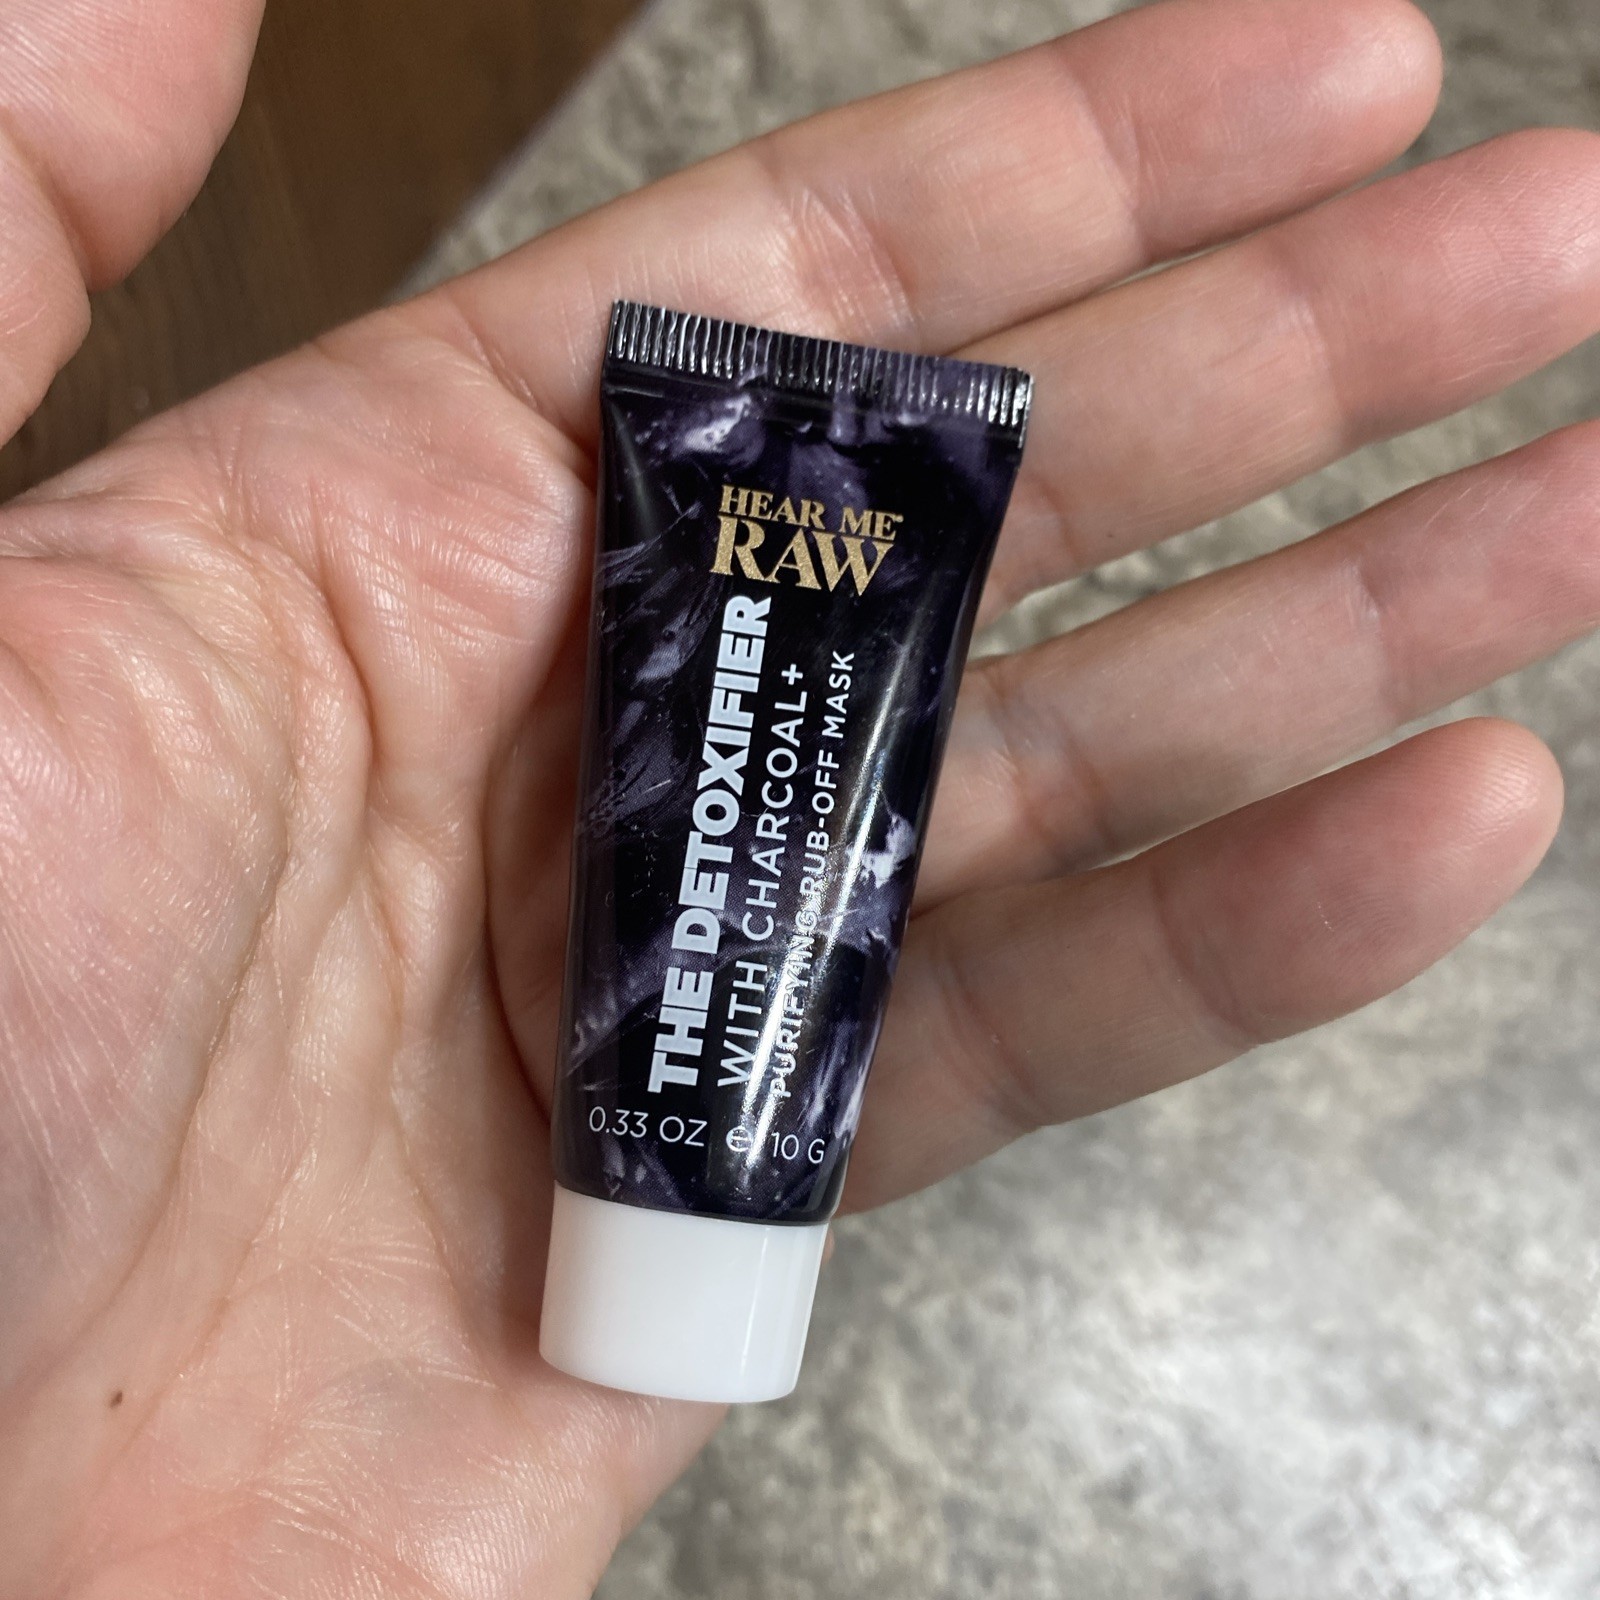 HEAR ME
RAW
THE DETOXIFIER
WITH CHARCOAL+
PURIFYING RUB-OFF MASK
0.33 OZ ℮ 10 G